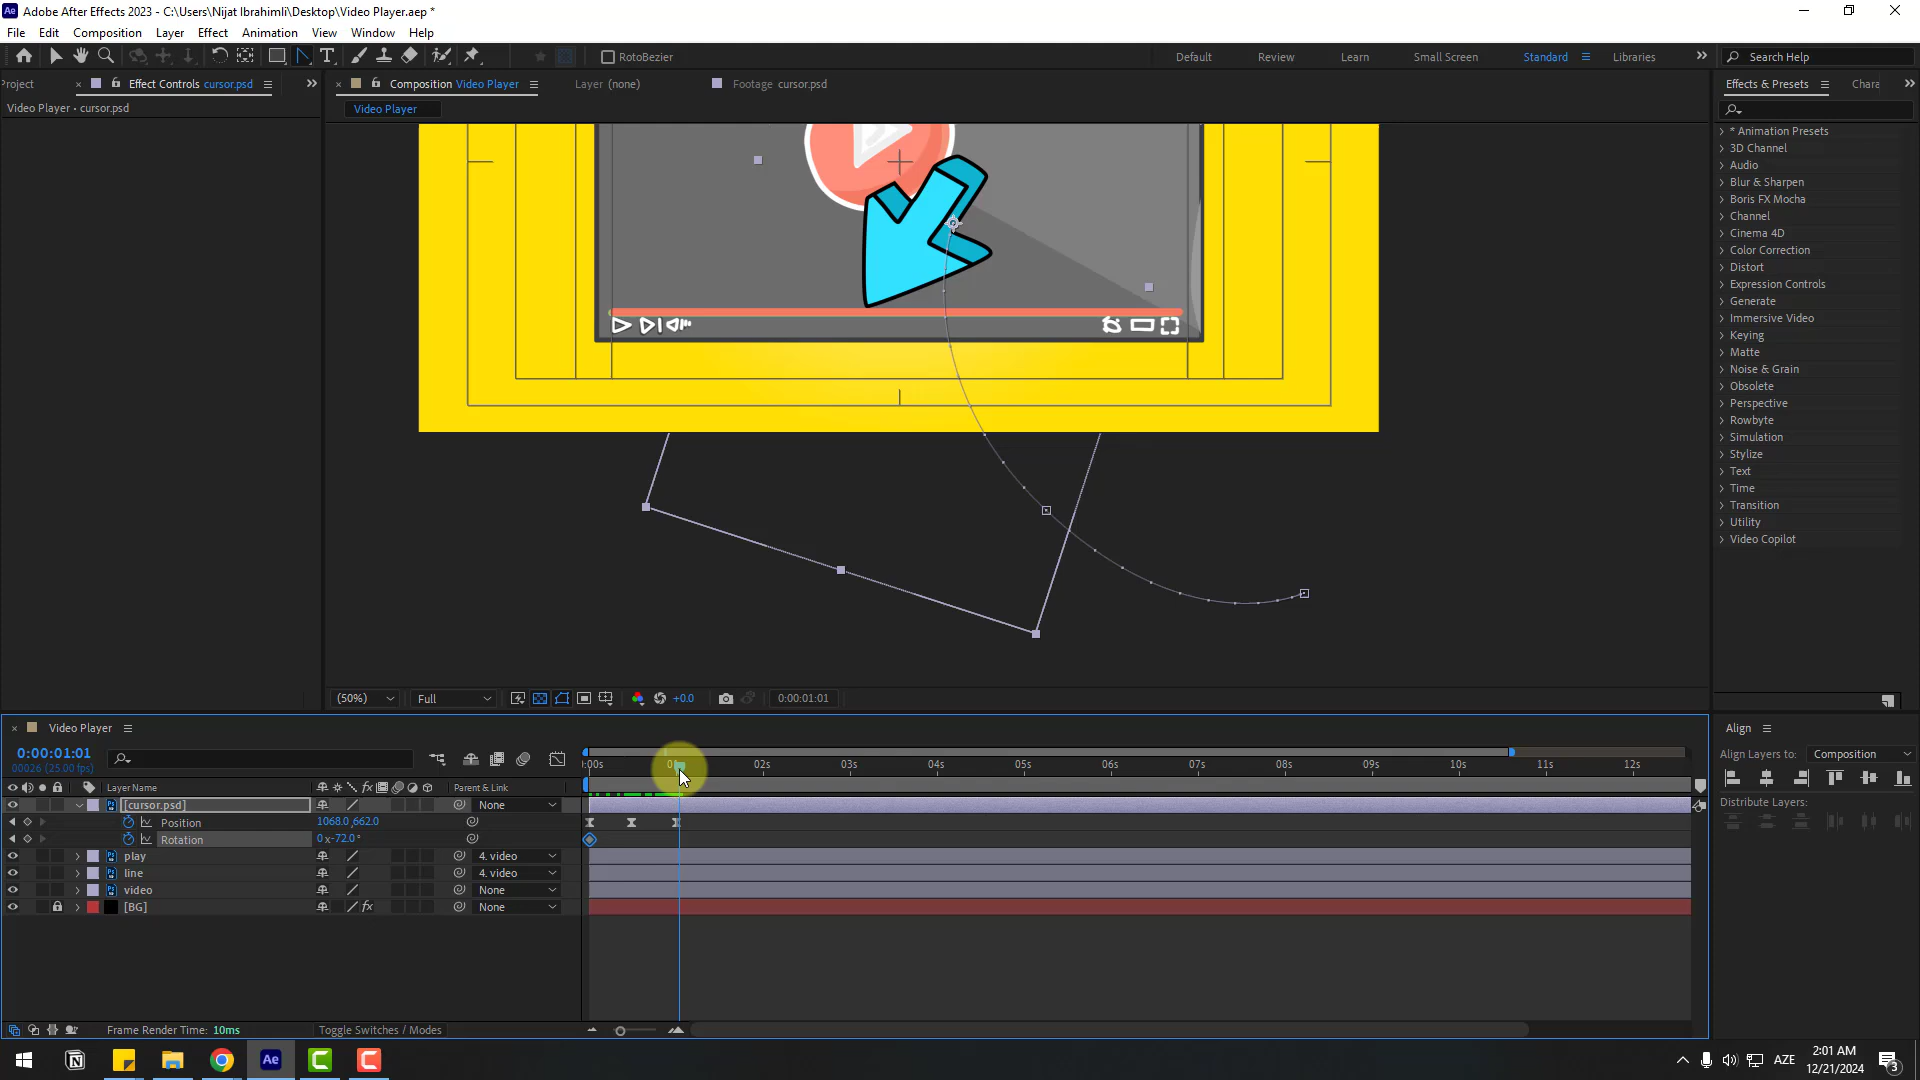 Adobe After Effects 2023 - C:\Users\Nijat Ibrahimli\Desktop\Video Player.aep *
File Edit Composition Layer Effect Animation View Window Help
RotoBezier Default Review Learn Small Screen Standard Libraries Search Help
Project Effect Controls cursor.psd Composition Video Player Layer (none) Footage cursor.psd Effects & Presets Chara
Video Player • cursor.psd
Video Player
* Animation Presets
3D Channel
Audio
Blur & Sharpen
Boris FX Mocha
Channel
Cinema 4D
Color Correction
Distort
Expression Controls
Generate
Immersive Video
Keying
Matte
Noise & Grain
Obsolete
Perspective
Rowbyte
Simulation
Stylize
Text
Time
Transition
Utility
Video Copilot
(50%) Full +0.0 0:00:01:01
Video Player
Align
0:00:01:01
00026 (25.00 fps)
Align Layers to: Composition
:00s 01s 02s 03s 04s 05s 06s 07s 08s 09s 10s 11s 12s
Layer Name Parent & Link
Distribute Layers:
[cursor.psd] None
Position 1068.0,662.0
Rotation 0x-72.0°
play 4. video
line 4. video
video None
[BG] None
Frame Render Time: 10ms Toggle Switches / Modes
AZE
2:01 AM
12/21/2024
3